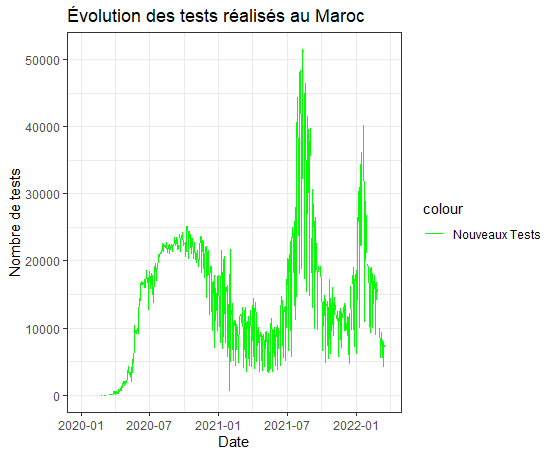 Évolution des tests réalisés au Maroc
50000
40000
30000
20000
10000
0
Nombre de tests
2020-01 2020-07 2021-01 2021-07 2022-01
Date
colour
Nouveaux Tests